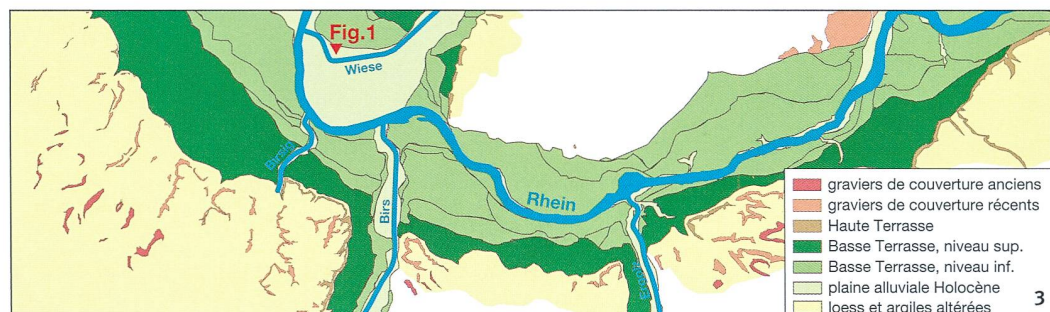 Fig.1
Wiese
Birsig
Birs
Rhein
Ergolz
graviers de couverture anciens
graviers de couverture récents
Haute Terrasse
Basse Terrasse, niveau sup.
Basse Terrasse, niveau inf.
plaine alluviale Holocène
loess et argiles altérées
3